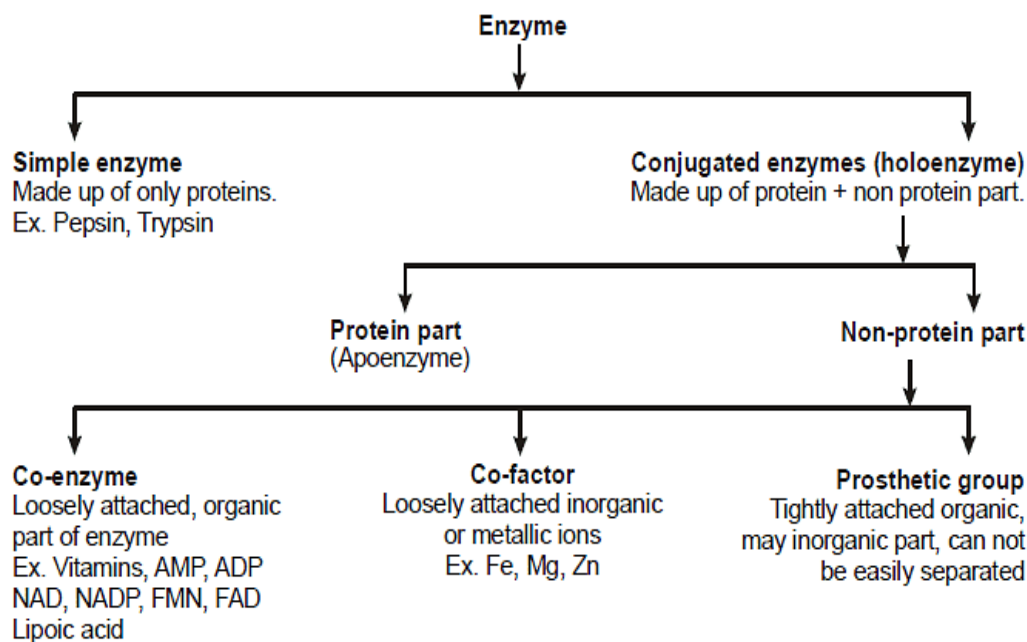 Enzyme
Simple enzyme
Made up of only proteins.
Ex. Pepsin, Trypsin
Conjugated enzymes (holoenzyme)
Made up of protein + non protein part.
Protein part
(Apoenzyme)
Non-protein part
Co-enzyme
Loosely attached, organic
part of enzyme
Ex. Vitamins, AMP, ADP
NAD, NADP, FMN, FAD
Lipoic acid
Co-factor
Loosely attached inorganic
or metallic ions
Ex. Fe, Mg, Zn
Prosthetic group
Tightly attached organic,
may inorganic part, can not
be easily separated